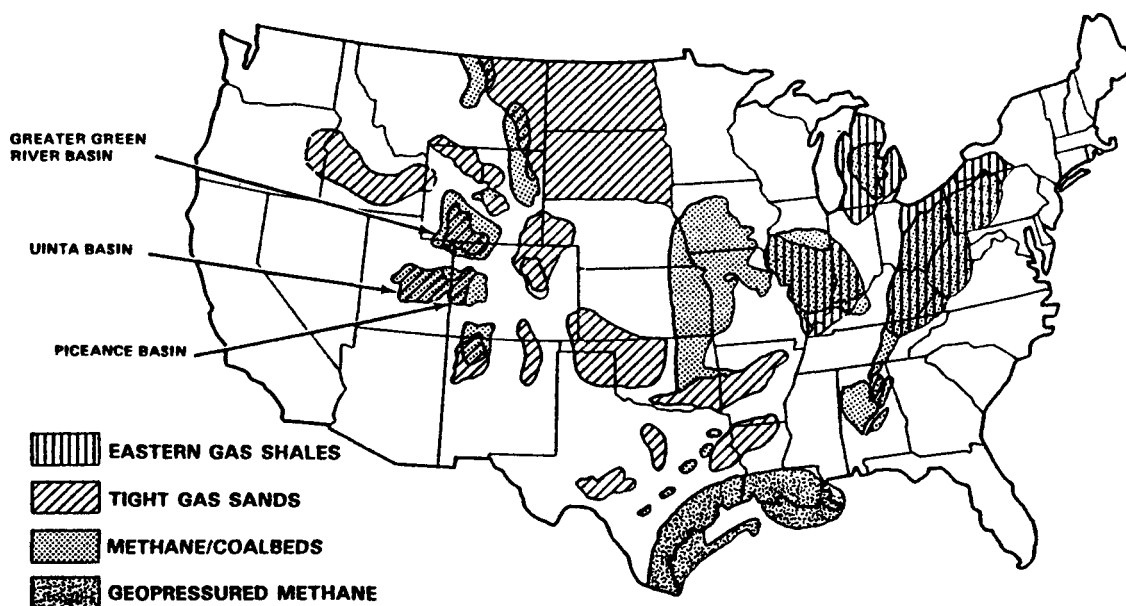 GREATER GREEN
RIVER BASIN
UINTA BASIN
PICEANCE BASIN
EASTERN GAS SHALES
TIGHT GAS SANDS
METHANE/COALBEDS
GEOPRESSURED METHANE